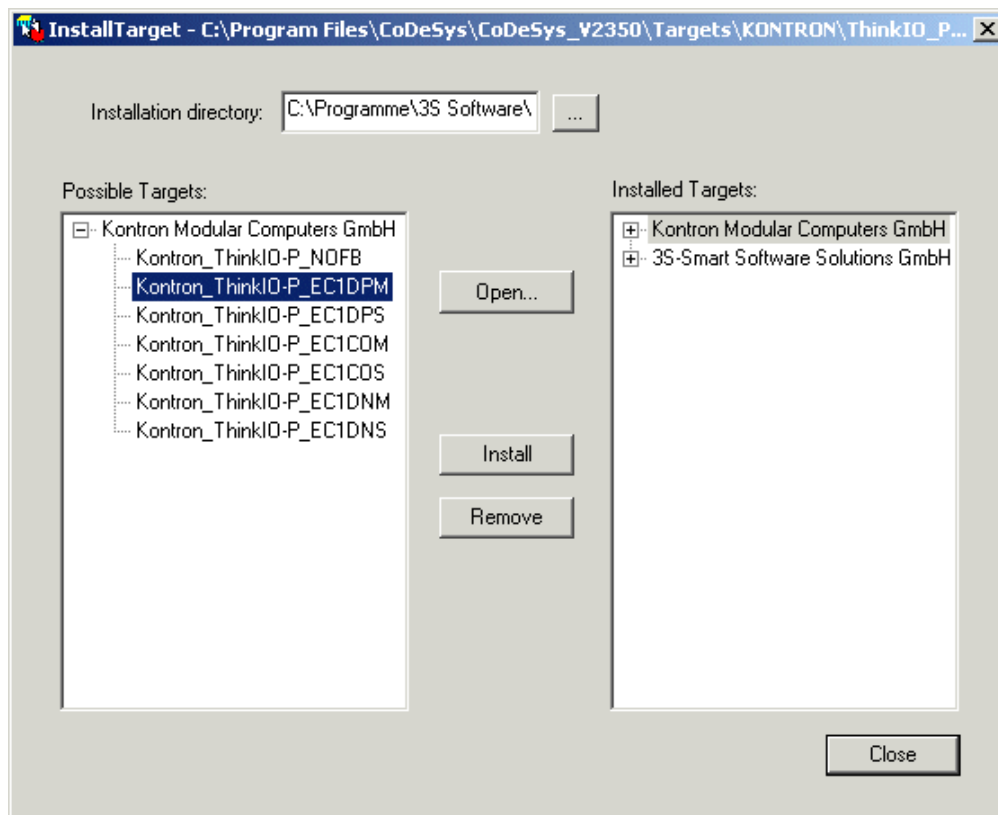 InstallTarget - C:\Program Files\CoDeSys\CoDeSys_V2350\Targets\KONTRON\ThinkIO_P...
Installation directory: C:\Programme\3S Software\ ...
Possible Targets:
Kontron Modular Computers GmbH
Kontron_ThinkIO-P_NOFB
Kontron_ThinkIO-P_EC1DPM
Kontron_ThinkIO-P_EC1DPS
Kontron_ThinkIO-P_EC1COM
Kontron_ThinkIO-P_EC1COS
Kontron_ThinkIO-P_EC1DNM
Kontron_ThinkIO-P_EC1DNS
Open...
Install
Remove
Installed Targets:
Kontron Modular Computers GmbH
3S-Smart Software Solutions GmbH
Close